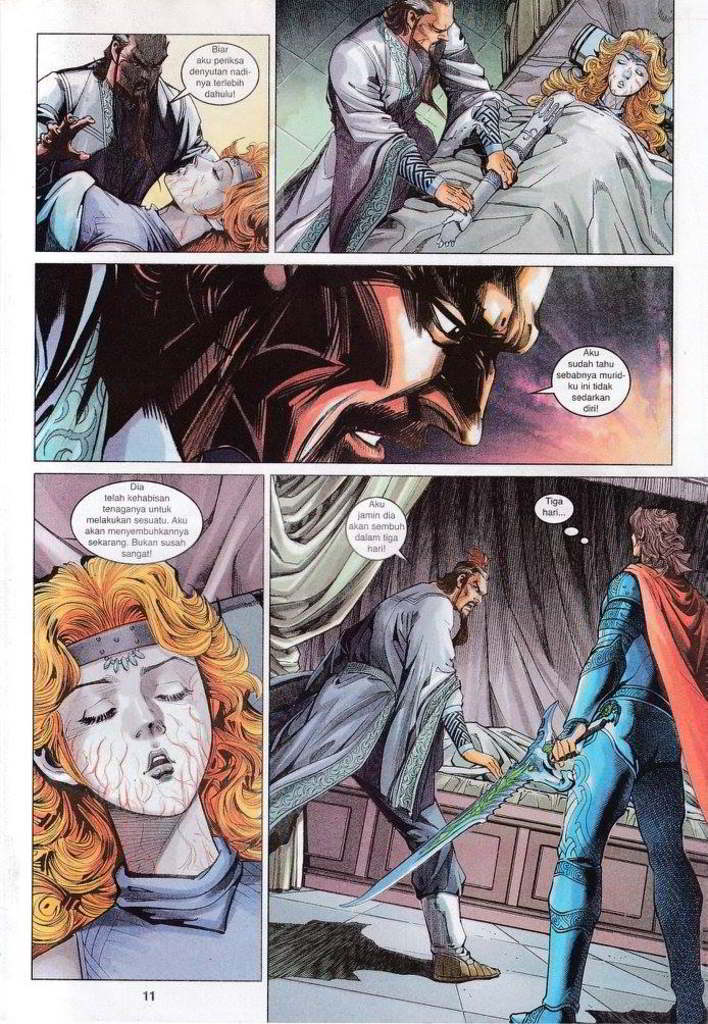 Biar
aku periksa
denyutan nadi-
nya terlebih
dahulu!
Aku
sudah tahu
sebabnya murid-
ku ini tidak
sedarkan
diri!
Dia
telah kehabisan
tenaganya untuk
melakukan sesuatu. Aku
akan menyembuhkannya
sekarang. Bukan susah
sangat!
Aku
jamin dia
akan sembuh
dalam tiga
hari!
Tiga
hari...
11